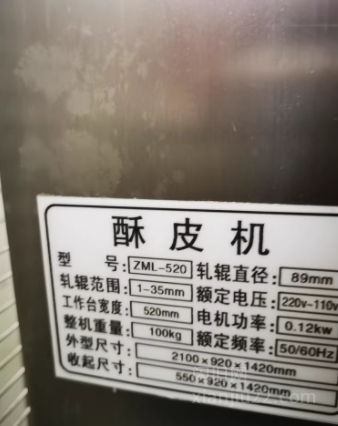 酥皮机
型号: ZML-520 轧辊直径: 89mm
轧辊范围: 1-35mm 额定电压: 220v-110v
工作台宽度: 520mm 电机功率: 0.12kw
整机重量: 100kg 额定频率: 50/60Hz
外型尺寸: 2100×920×1420mm
收起尺寸: 550×920×1420mm